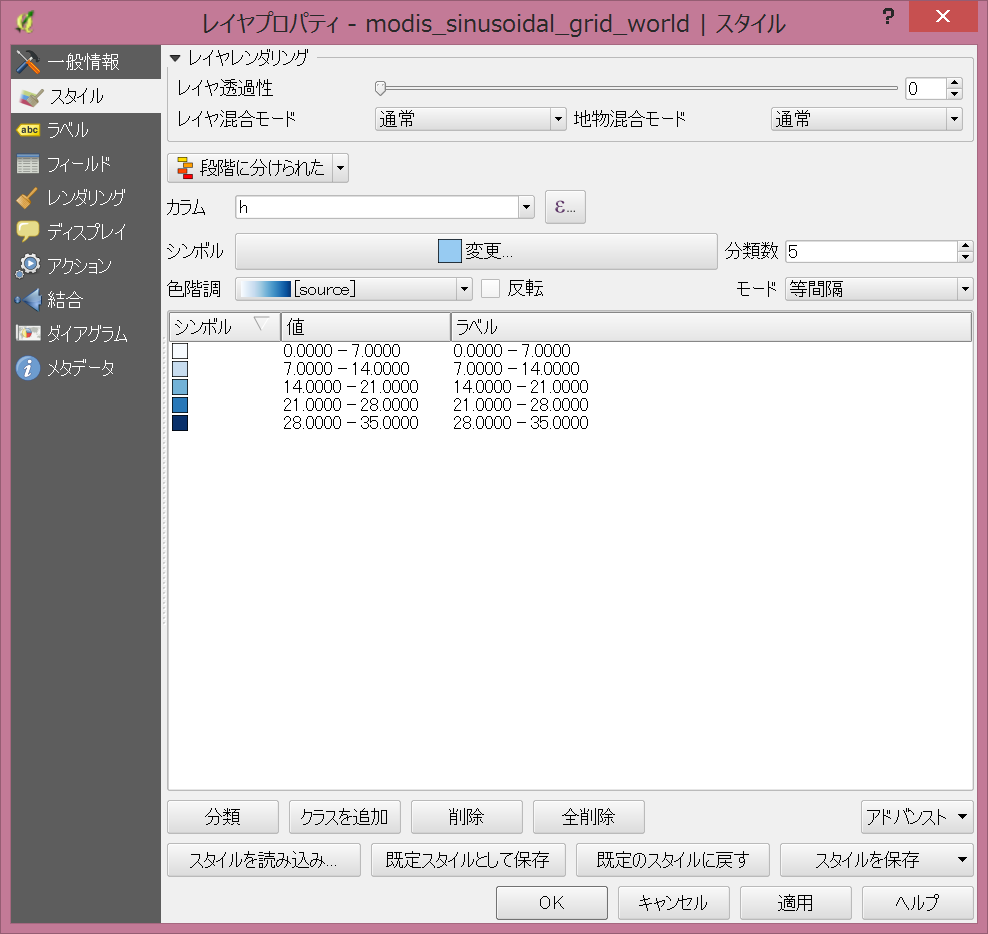 レイヤプロパティ - modis_sinusoidal_grid_world | スタイル ?
一般情報
スタイル
abc ラベル
フィールド
レンダリング
ディスプレイ
アクション
結合
ダイアグラム
メタデータ
レイヤレンダリング
レイヤ透過性 0
レイヤ混合モード 通常 地物混合モード 通常
段階に分けられた
カラム h ε...
シンボル 変更... 分類数 5
色階調 [source] 反転 モード 等間隔
シンボル 値 ラベル
0.0000 - 7.0000 0.0000 - 7.0000
7.0000 - 14.0000 7.0000 - 14.0000
14.0000 - 21.0000 14.0000 - 21.0000
21.0000 - 28.0000 21.0000 - 28.0000
28.0000 - 35.0000 28.0000 - 35.0000
分類 クラスを追加 削除 全削除 アドバンスト
スタイルを読み込み... 既定スタイルとして保存 既定のスタイルに戻す スタイルを保存
OK キャンセル 適用 ヘルプ